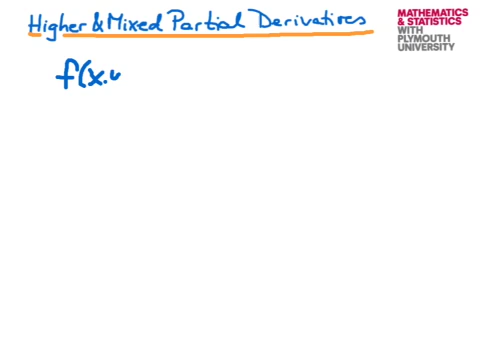 Higher & Mixed Partial Derivatives
MATHEMATICS
& STATISTICS
WITH
PLYMOUTH
UNIVERSITY
f(x,